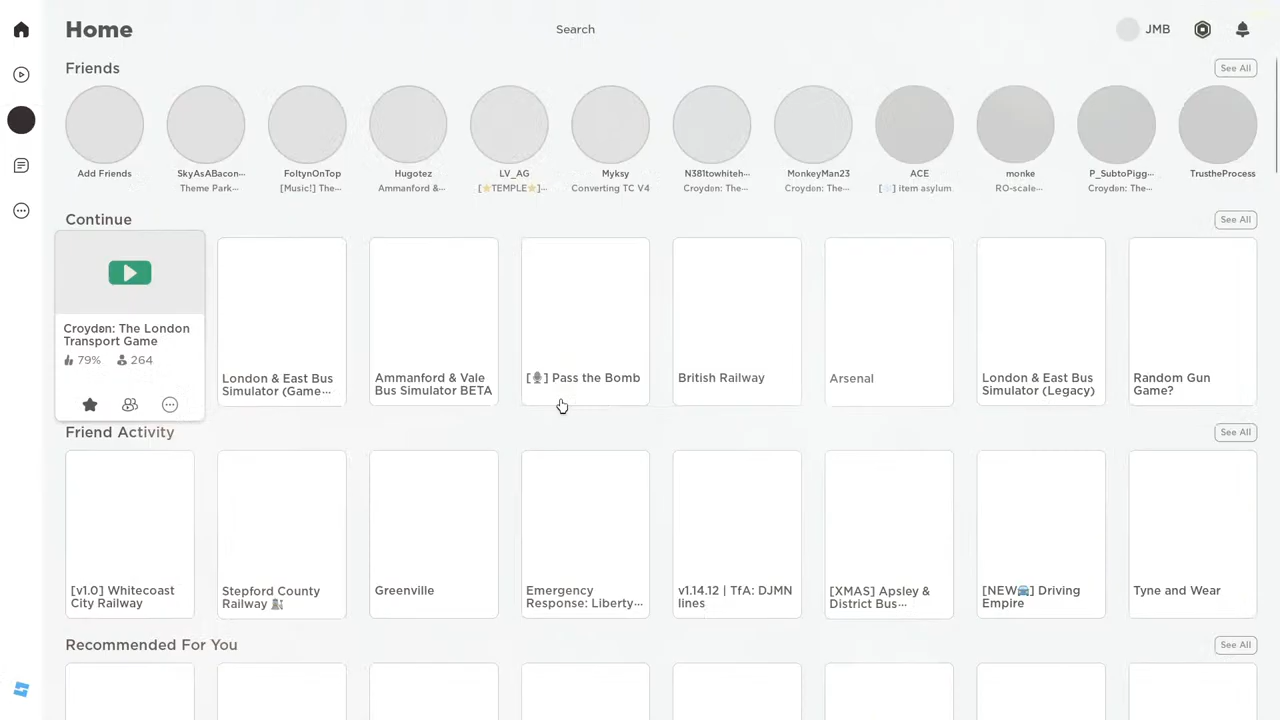 Home
Search
JMB
Friends
See All
Add Friends
SkyAsABacon···
Theme Park···
FoltynOnTop
[Music!] The···
Hugotez
Ammanford &···
LV_AG
[⭐TEMPLE⭐]···
Myksy
Converting TC V4
N381towhiteh···
Croydon: The···
MonkeyMan23
Croydon: The···
ACE
[❄️] item asylum
monke
RO-scale···
P_SubtoPigg···
Croydon: The···
TrustheProcess
Continue
See All
Croydon: The London
Transport Game
79%
264
London & East Bus
Simulator (Game···
Ammanford & Vale
Bus Simulator BETA
[🎙️] Pass the Bomb
British Railway
Arsenal
London & East Bus
Simulator (Legacy)
Random Gun
Game?
Friend Activity
See All
[v1.0] Whitecoast
City Railway
Stepford County
Railway 🚂
Greenville
Emergency
Response: Liberty···
v1.14.12 | TfA: DJMN
lines
[XMAS] Apsley &
District Bus···
[NEW🚘] Driving
Empire
Tyne and Wear
Recommended For You
See All